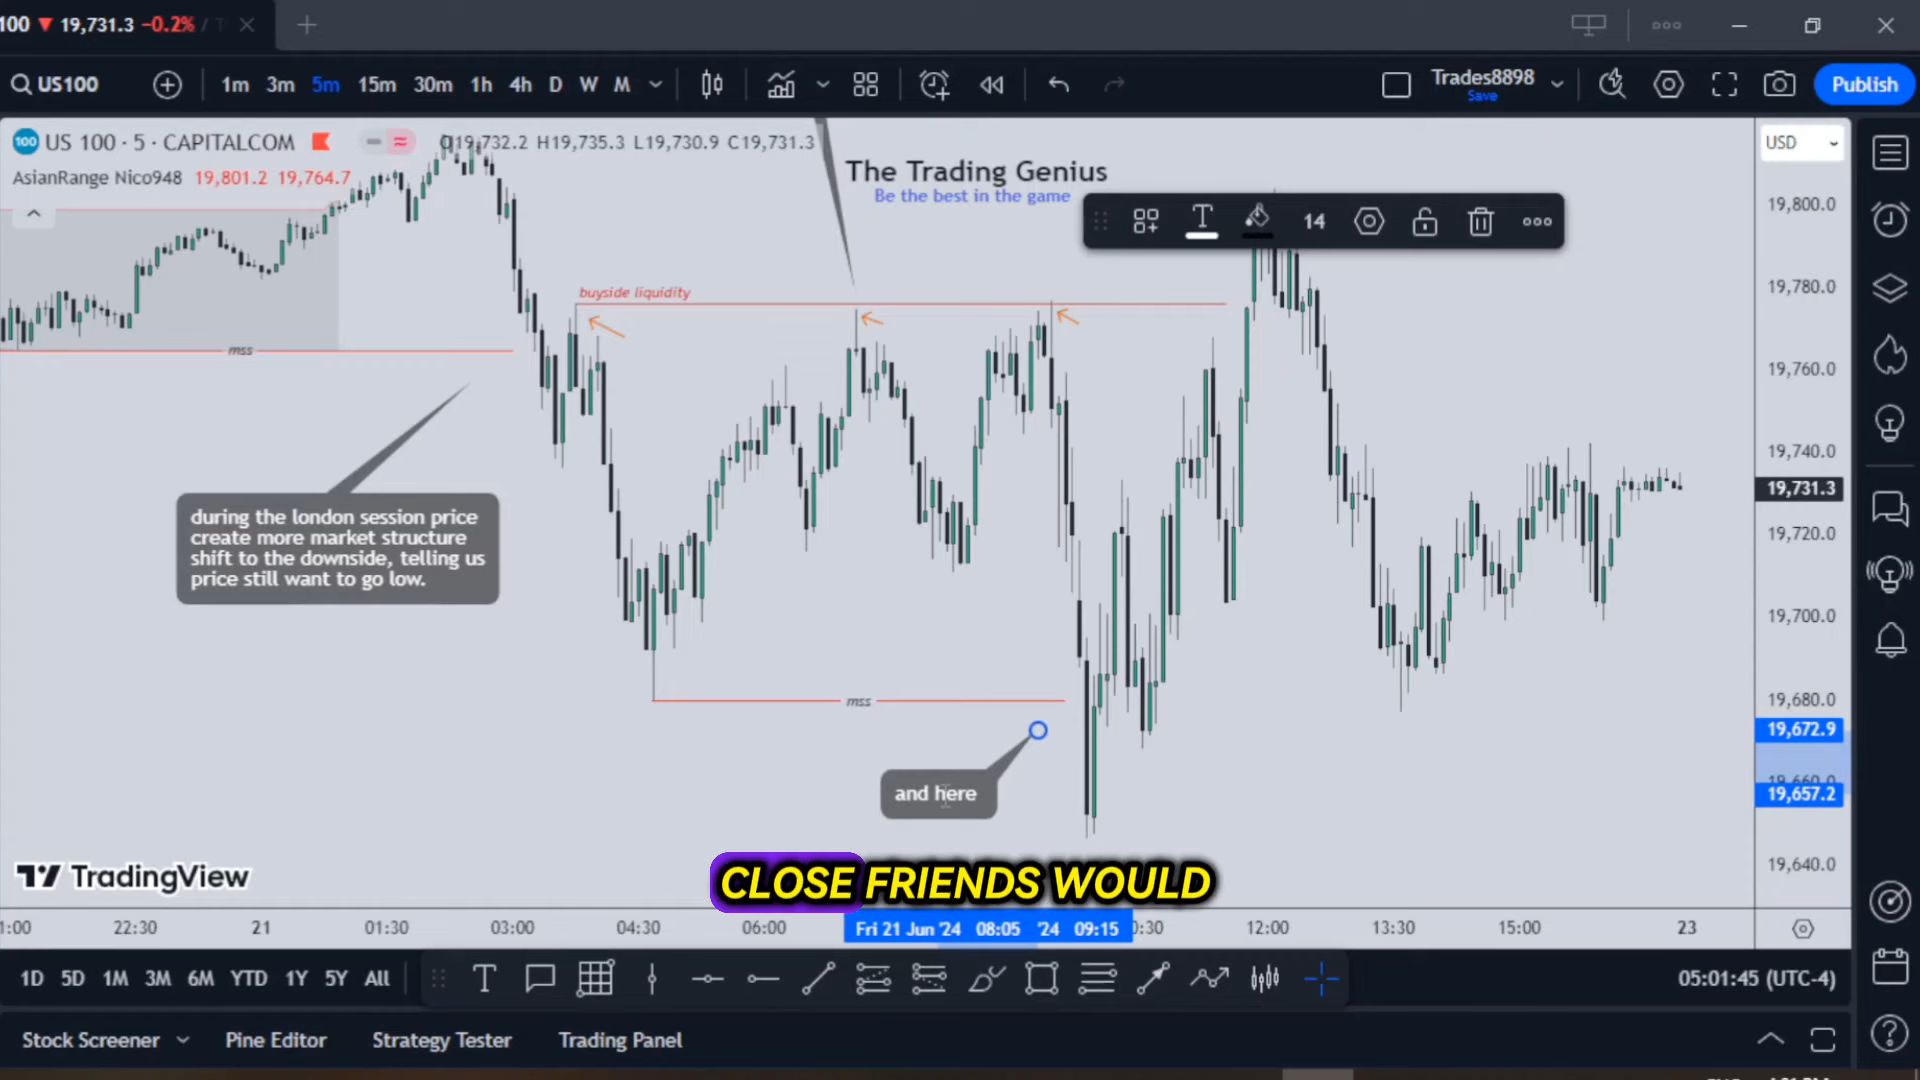 100 19,731.3 −0.2% /
US100 1m 3m 5m 15m 30m 1h 4h D W M Trades8898 Save Publish
US 100 · 5 · CAPITALCOM O19,732.2 H19,735.3 L19,730.9 C19,731.3
AsianRange Nico948 19,801.2 19,764.7
The Trading Genius
Be the best in the game
14
USD
19,800.0
buyside liquidity
19,780.0
mss
19,760.0
19,740.0
19,731.3
during the london session price
create more market structure
shift to the downside, telling us
price still want to go low.
19,720.0
19,700.0
19,680.0
mss
19,672.9
19,660.0
19,657.2
and here
19,640.0
TradingView
CLOSE FRIENDS WOULD
22:30 21 01:30 03:00 04:30 06:00 Fri 21 Jun '24 08:05 '24 09:15 12:00 13:30 15:00 23
1D 5D 1M 3M 6M YTD 1Y 5Y All 05:01:45 (UTC-4)
Stock Screener Pine Editor Strategy Tester Trading Panel